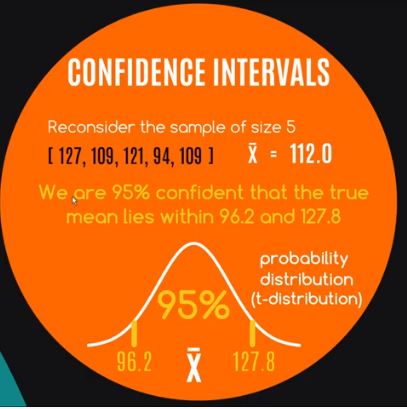 CONFIDENCE INTERVALS
Reconsider the sample of size 5
[ 127, 109, 121, 94, 109 ] X̄ = 112.0
We are 95% confident that the true
mean lies within 96.2 and 127.8
probability
distribution
(t-distribution)
95%
96.2 X̄ 127.8